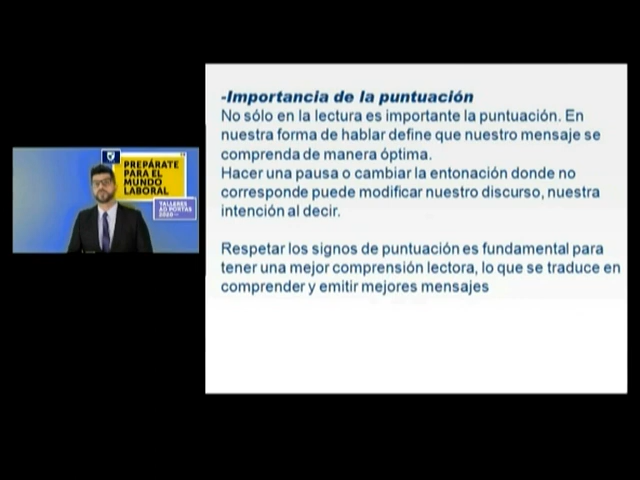 PREPÁRATE
PARA EL
MUNDO
LABORAL
TALLERES
AD PORTAS
2020
-Importancia de la puntuación
No sólo en la lectura es importante la puntuación. En
nuestra forma de hablar define que nuestro mensaje se
comprenda de manera óptima.
Hacer una pausa o cambiar la entonación donde no
corresponde puede modificar nuestro discurso, nuestra
intención al decir.
Respetar los signos de puntuación es fundamental para
tener una mejor comprensión lectora, lo que se traduce en
comprender y emitir mejores mensajes